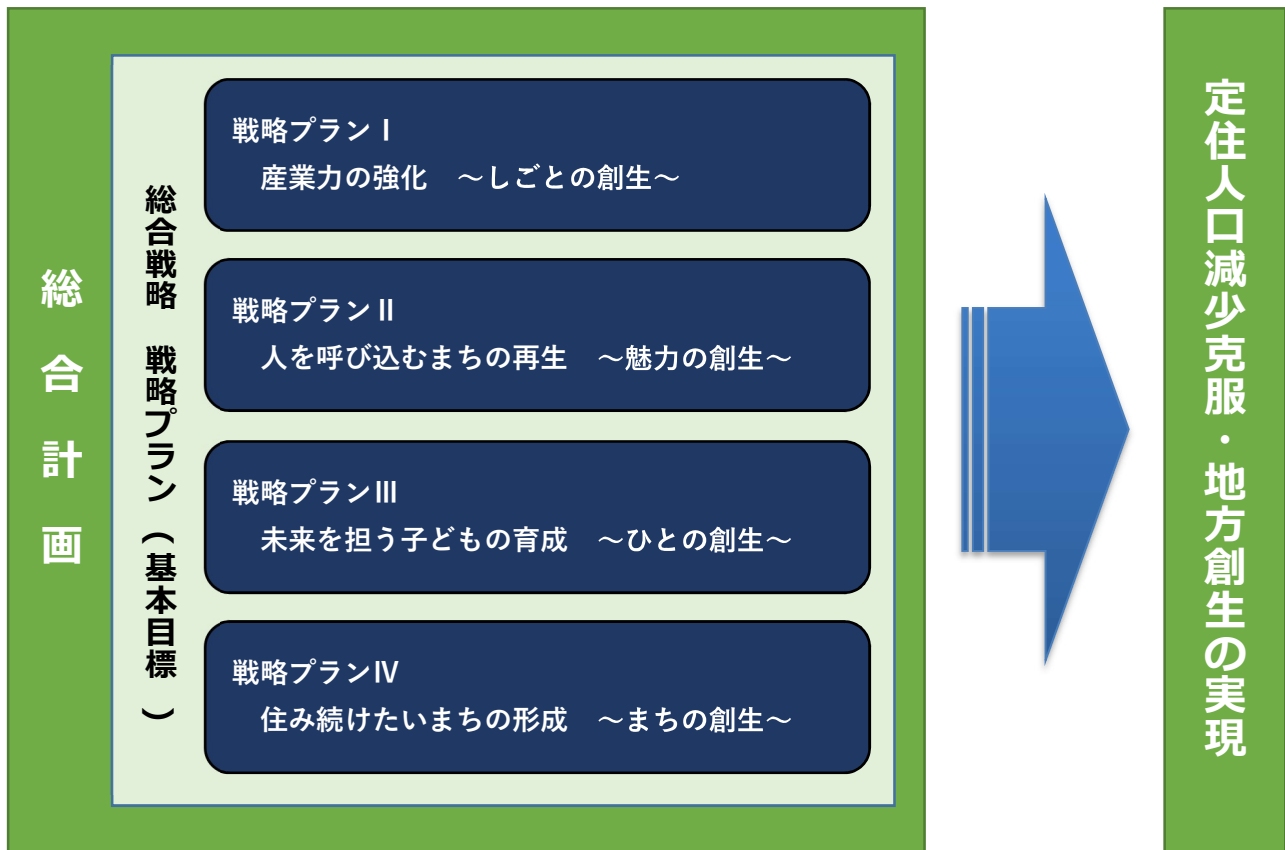 総合計画
総合戦略　戦略プラン（基本目標）
戦略プランⅠ
産業力の強化　～しごとの創生～
戦略プランⅡ
人を呼び込むまちの再生　～魅力の創生～
戦略プランⅢ
未来を担う子どもの育成　～ひとの創生～
戦略プランⅣ
住み続けたいまちの形成　～まちの創生～
定住人口減少克服・地方創生の実現